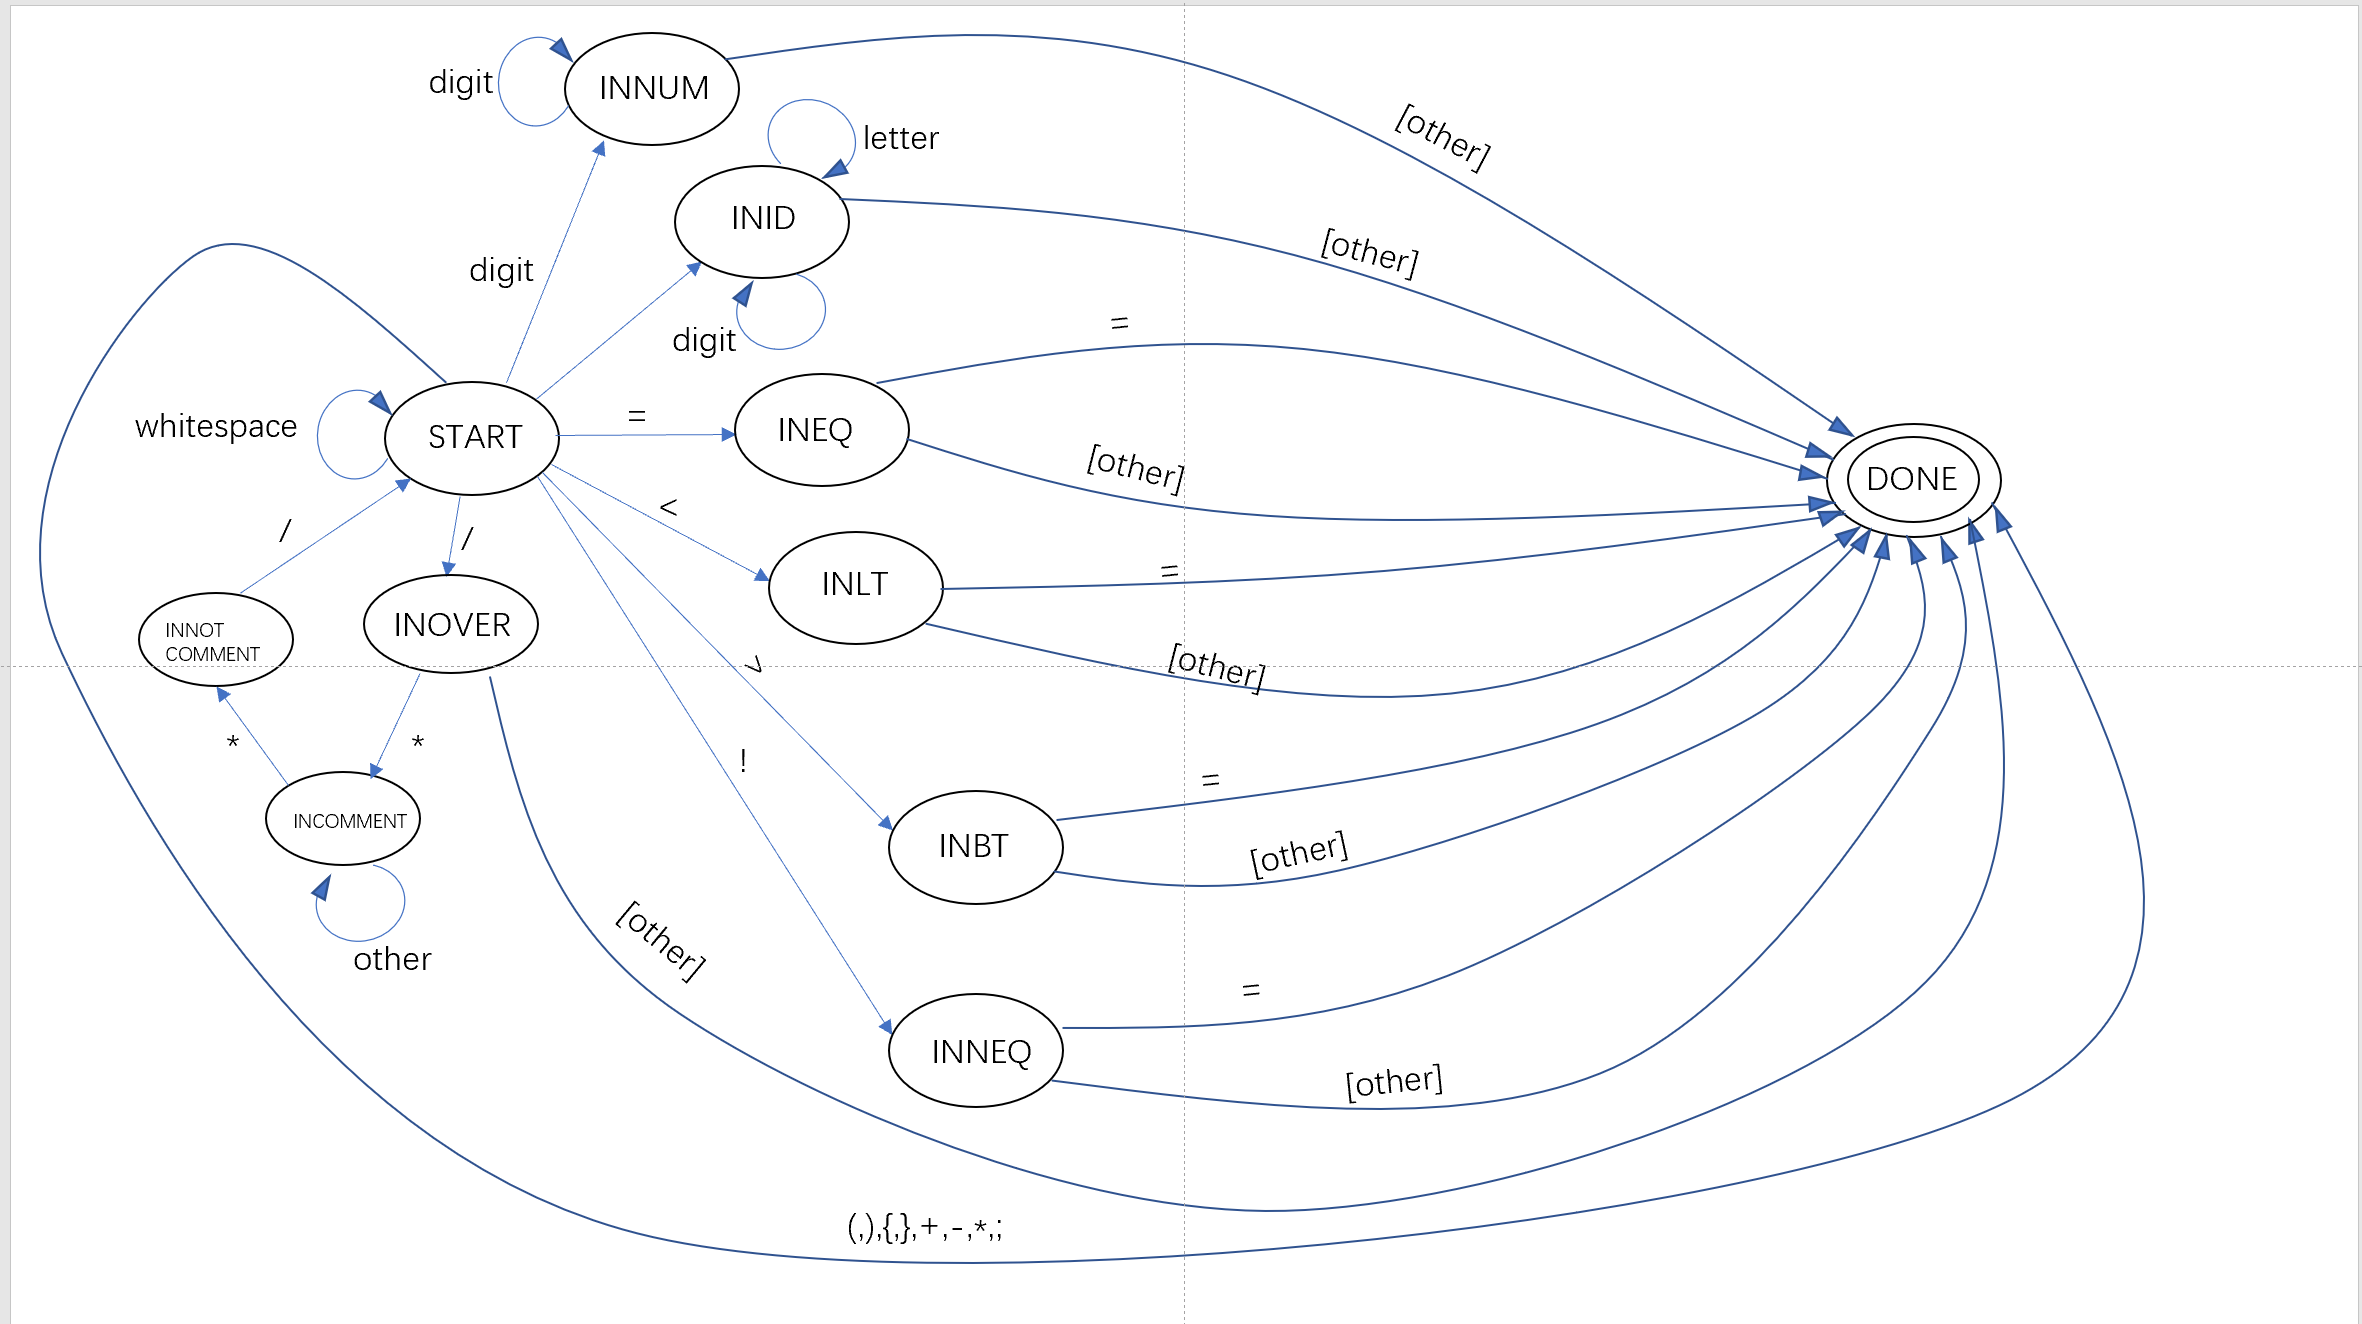 digit
INNUM
letter
[other]
INID
digit
[other]
digit
=
whitespace
START
=
INEQ
[other]
DONE
<
/
/
INLT
=
INNOT
COMMENT
INOVER
>
[other]
*
*
!
=
INCOMMENT
INBT
[other]
other
[other]
=
INNEQ
[other]
(,),{,},+,-,*,;